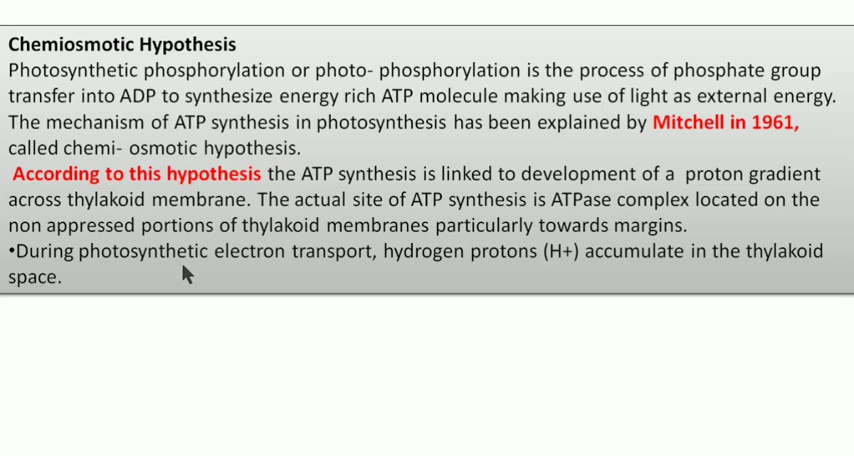 Chemiosmotic Hypothesis
Photosynthetic phosphorylation or photo- phosphorylation is the process of phosphate group
transfer into ADP to synthesize energy rich ATP molecule making use of light as external energy.
The mechanism of ATP synthesis in photosynthesis has been explained by Mitchell in 1961,
called chemi- osmotic hypothesis.
According to this hypothesis the ATP synthesis is linked to development of a proton gradient
across thylakoid membrane. The actual site of ATP synthesis is ATPase complex located on the
non appressed portions of thylakoid membranes particularly towards margins.
•During photosynthetic electron transport, hydrogen protons (H+) accumulate in the thylakoid
space.